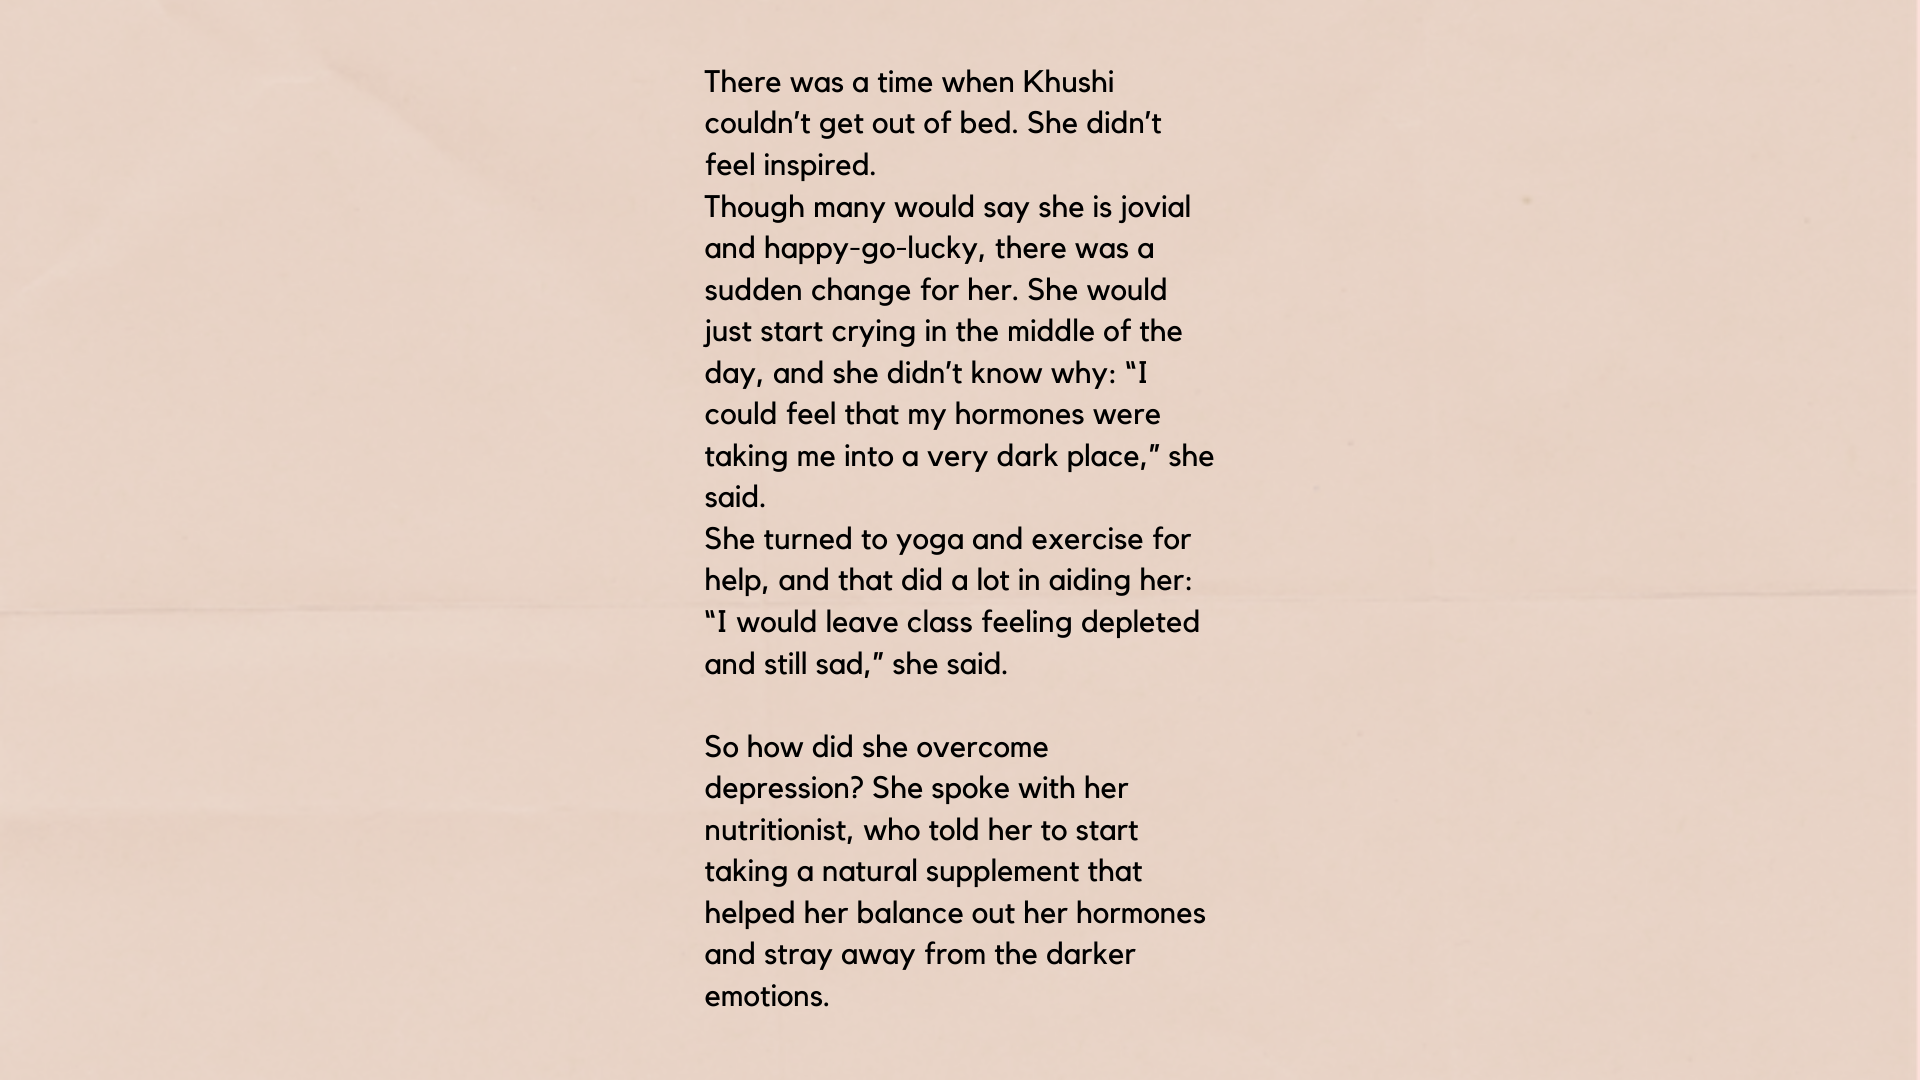 There was a time when Khushi
couldn’t get out of bed. She didn’t
feel inspired.
Though many would say she is jovial
and happy-go-lucky, there was a
sudden change for her. She would
just start crying in the middle of the
day, and she didn’t know why: “I
could feel that my hormones were
taking me into a very dark place,” she
said.
She turned to yoga and exercise for
help, and that did a lot in aiding her:
“I would leave class feeling depleted
and still sad,” she said.
So how did she overcome
depression? She spoke with her
nutritionist, who told her to start
taking a natural supplement that
helped her balance out her hormones
and stray away from the darker
emotions.